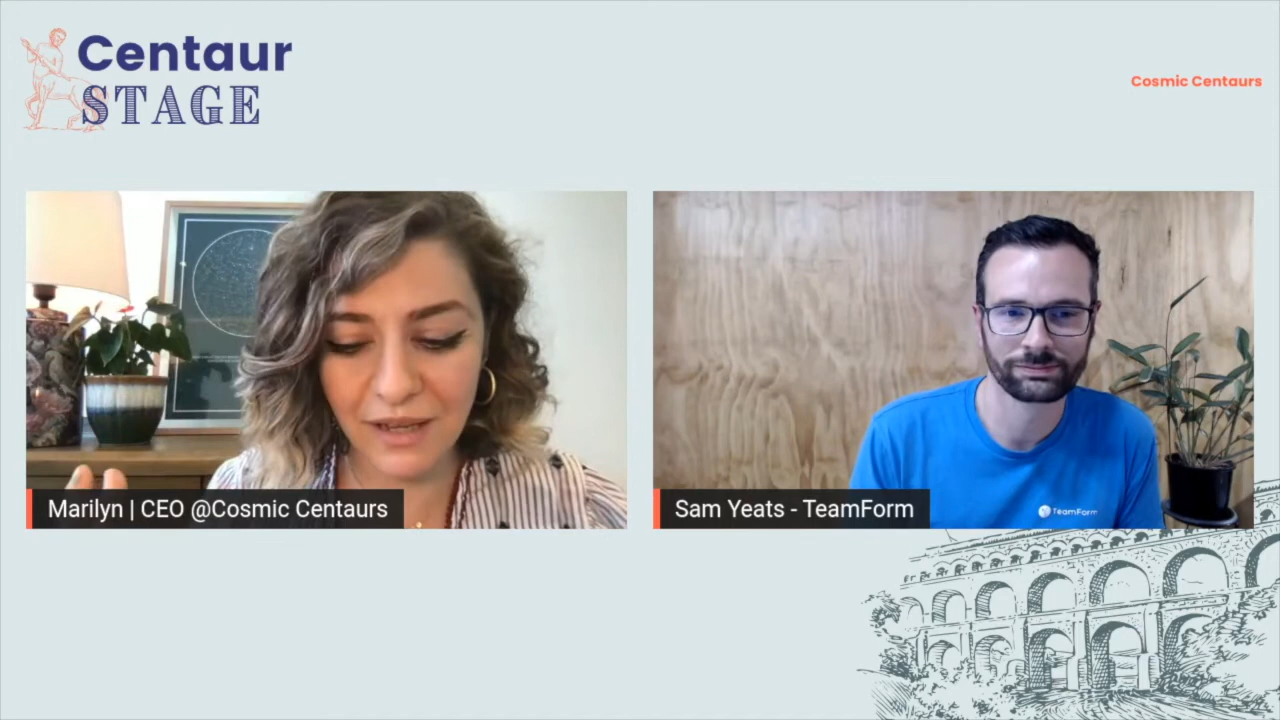 Centaur
STAGE
Cosmic Centaurs
Marilyn | CEO @Cosmic Centaurs
Sam Yeats - TeamForm
TeamForm